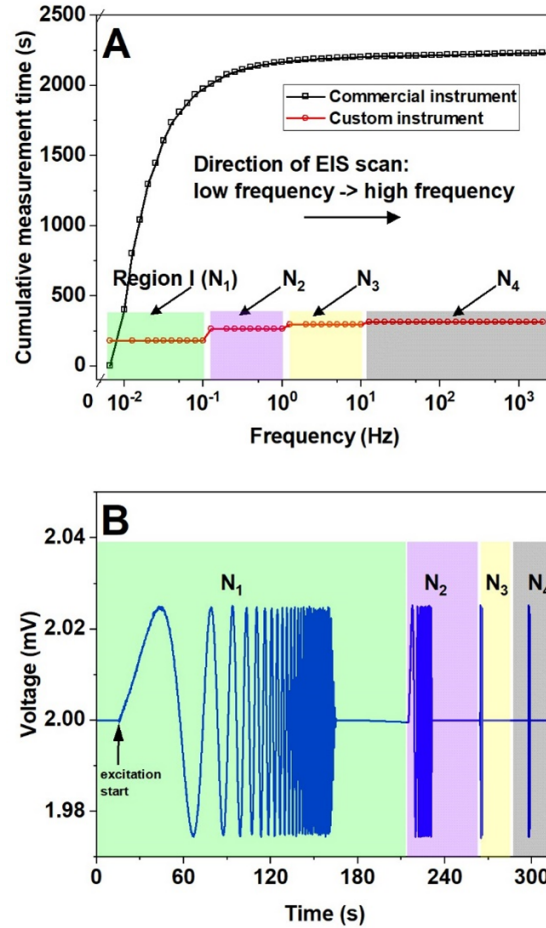 A
2500
2000
1500
1000
500
0
Cumulative measurement time (s)
Commercial instrument
Custom instrument
Direction of EIS scan:
low frequency -> high frequency
Region I (N₁)
N₂
N₃
N₄
0
10⁻²
10⁻¹
10⁰
10¹
10²
10³
Frequency (Hz)
B
2.04
2.02
2.00
1.98
Voltage (mV)
N₁
N₂
N₃
N₄
excitation
start
0
60
120
180
240
300
Time (s)